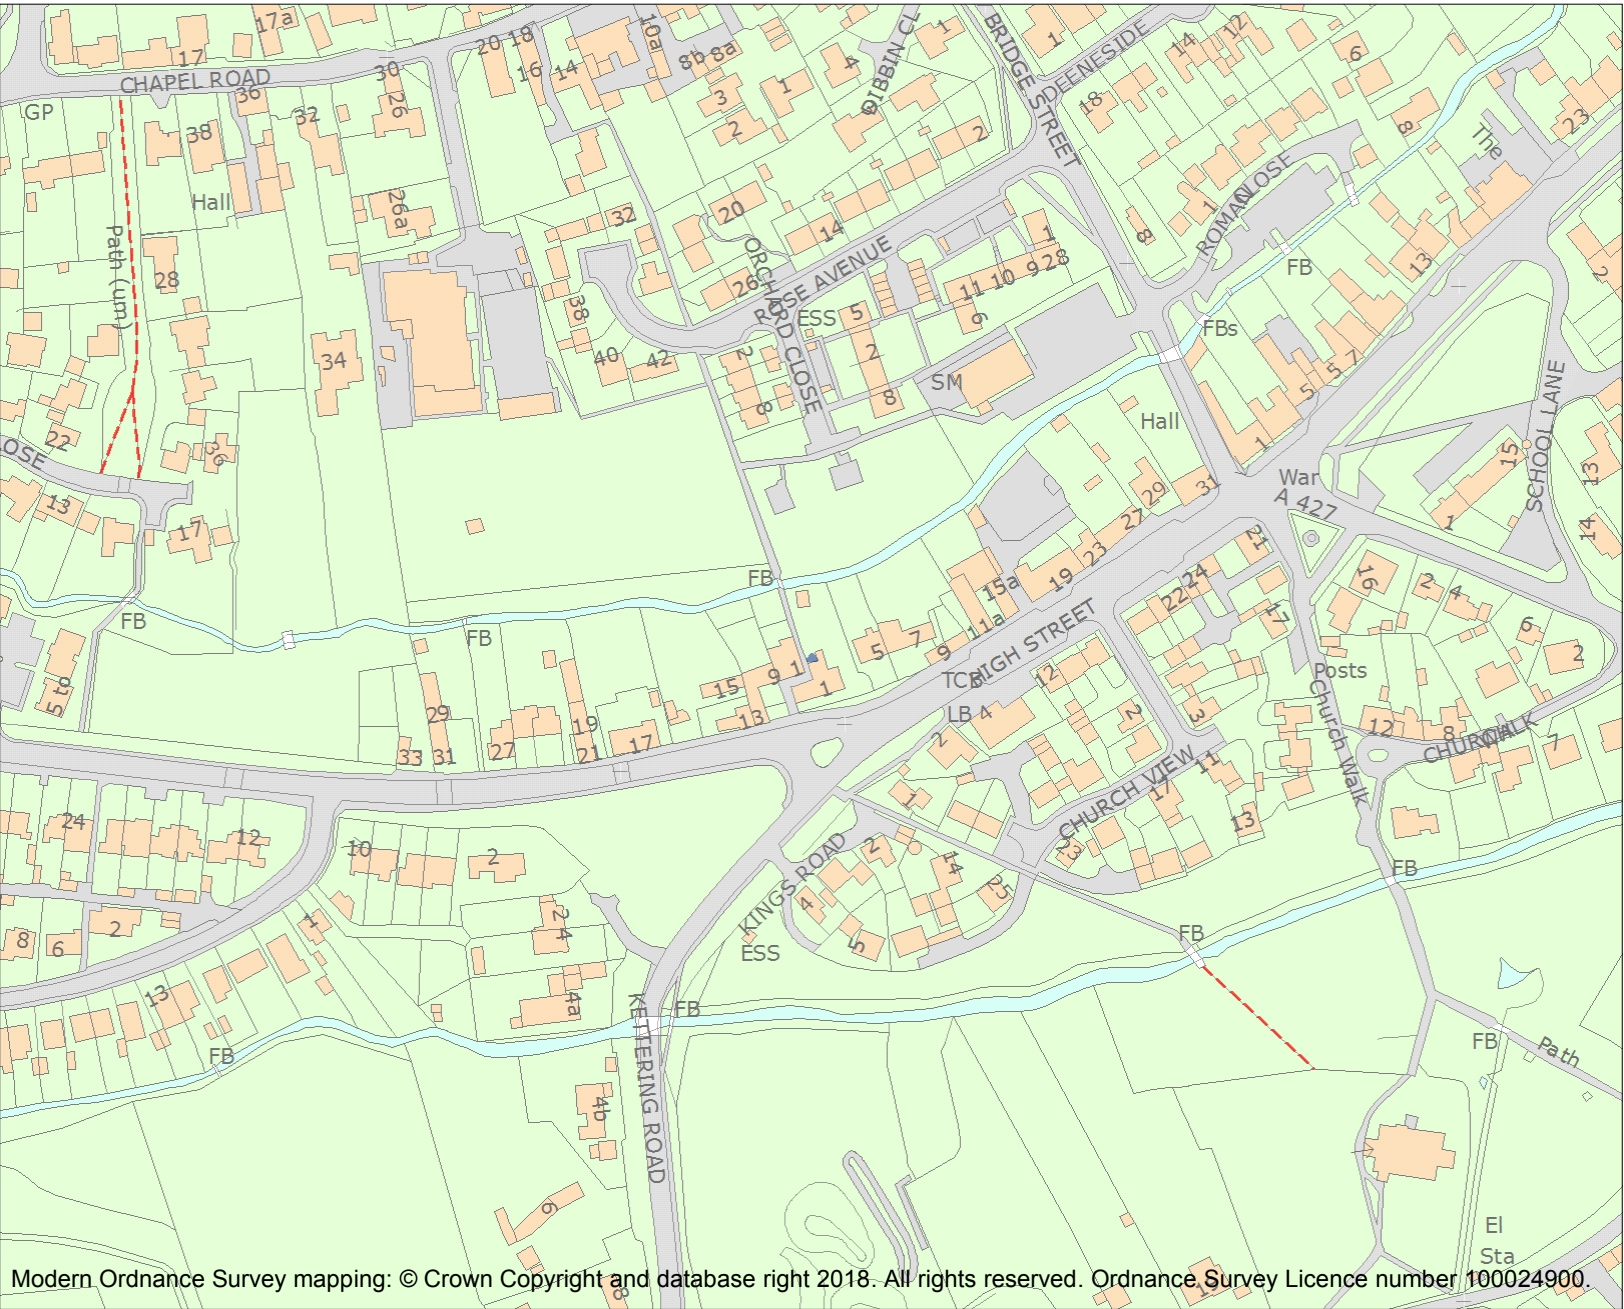 17a
17
CHAPEL ROAD
30
36
26
32
38
GP
Hall
26a
Path (um)
28
34
22
36
13
17
FB
5 to
20 18
16
14
10a
8b
8a
3
2
1
4
DIBBIN CL
1
2
BRIDGE STREET
1
DEENESIDE
18
14
12
6
8
The
23
32
20
14
26
ORCHARD CLOSE
ROSE AVENUE
38
40
42
ESS
5
2
8
2
8
1
11 10 9 2 8
6
SM
8
1
ROMAN CLOSE
FB
FBs
13
2
5 5 7
1
Hall
War
A 427
SCHOOL LANE
15
1
13
14
31
29
27
23
19
15a
11a
9
7
5
FB
FB
HIGH STREET
TCB
LB
4
2
12
22 24
21
17
16
2
4
6
2
Posts
Church Walk
12
8
CHURCH WALK
7
1
1
9
15
13
17
19
21
27
29
31
33
2
3
11
CHURCH VIEW
17
13
23
24
12
10
2
1
KINGS ROAD
2
4
5
14
25
ESS
8
6
2
1
13
2 4
4a
FB
FB
FB
FB
FB
Path
KETTERING ROAD
4b
6
8
19
El
Sta
Modern Ordnance Survey mapping: © Crown Copyright and database right 2018. All rights reserved. Ordnance Survey Licence number 100024900.